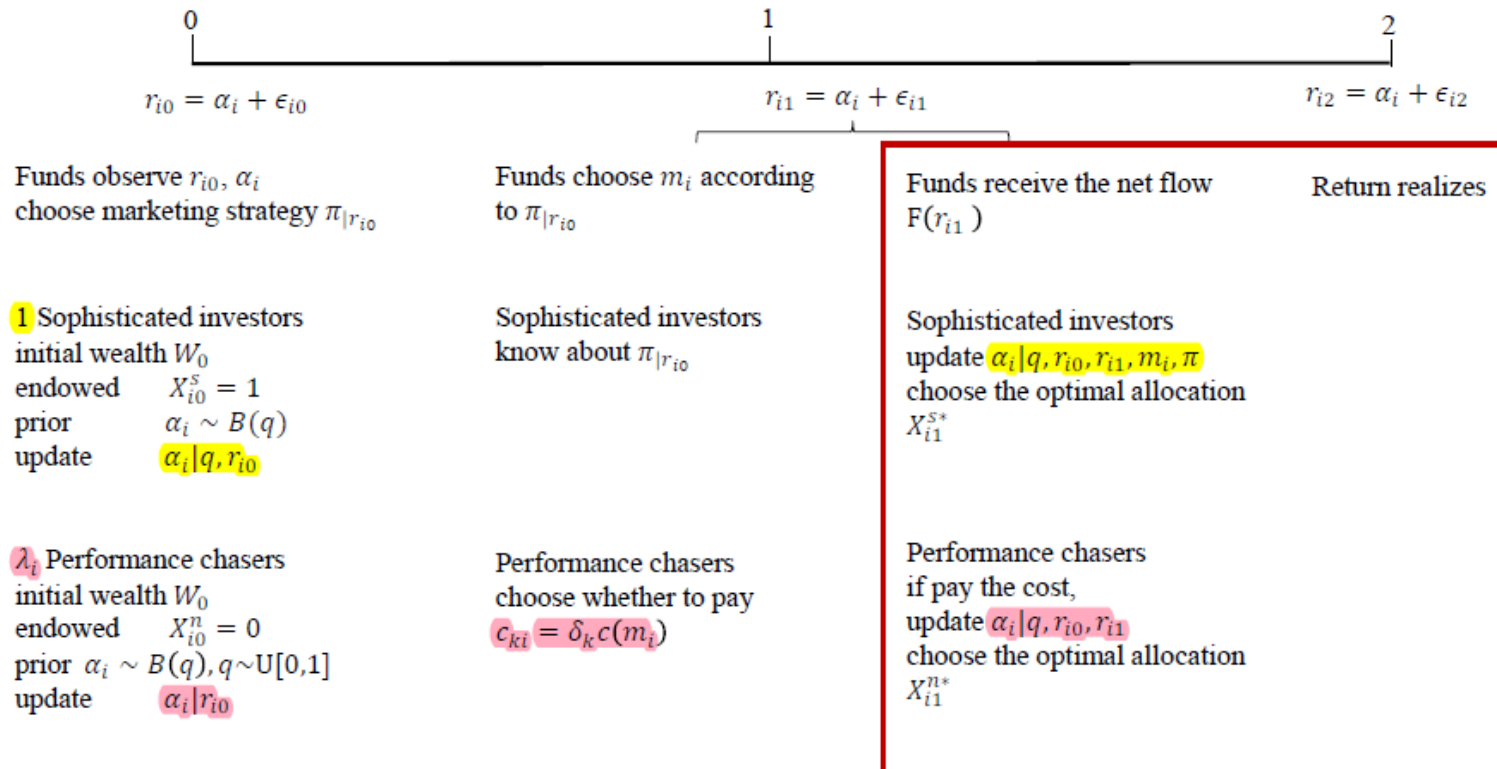 0
1
2
r_{i0} = α_i + ϵ_{i0}
r_{i1} = α_i + ϵ_{i1}
r_{i2} = α_i + ϵ_{i2}
Funds observe r_{i0}, α_i
choose marketing strategy π_{|r_{i0}}
Funds choose m_i according
to π_{|r_{i0}}
Funds receive the net flow
F(r_{i1} )
Return realizes
1 Sophisticated investors
initial wealth W_0
endowed X_{i0}^s = 1
prior α_i ~ B(q)
update α_i|q, r_{i0}
Sophisticated investors
know about π_{|r_{i0}}
Sophisticated investors
update α_i|q, r_{i0}, r_{i1}, m_i, π
choose the optimal allocation
X_{i1}^{s*}
λ_i Performance chasers
initial wealth W_0
endowed X_{i0}^n = 0
prior α_i ~ B(q), q~U[0,1]
update α_i|r_{i0}
Performance chasers
choose whether to pay
c_{ki} = δ_k c(m_i)
Performance chasers
if pay the cost,
update α_i|q, r_{i0}, r_{i1}
choose the optimal allocation
X_{i1}^{n*}